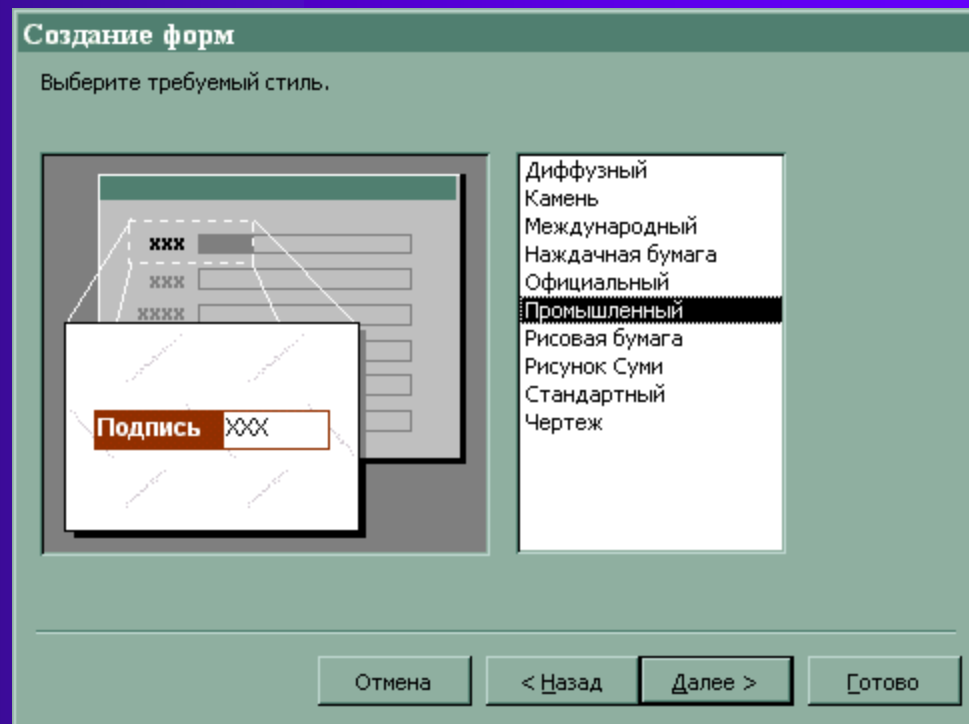 Создание форм
Выберите требуемый стиль.
xxx
xxx
xxxx
Подпись XXX
Диффузный
Камень
Международный
Наждачная бумага
Официальный
Промышленный
Рисовая бумага
Рисунок Суми
Стандартный
Чертеж
Отмена
< Назад
Далее >
Готово